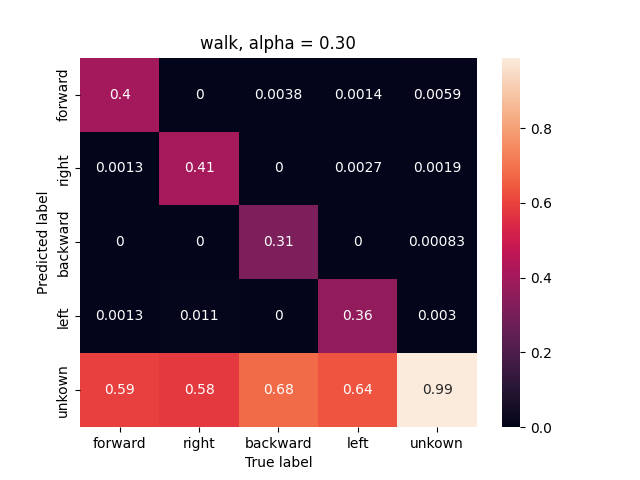 walk, alpha = 0.30
Predicted label
forward
0.4 0 0.0038 0.0014 0.0059
right
0.0013 0.41 0 0.0027 0.0019
backward
0 0 0.31 0 0.00083
left
0.0013 0.011 0 0.36 0.003
unkown
0.59 0.58 0.68 0.64 0.99
forward right backward left unkown
True label
0.8
0.6
0.4
0.2
0.0